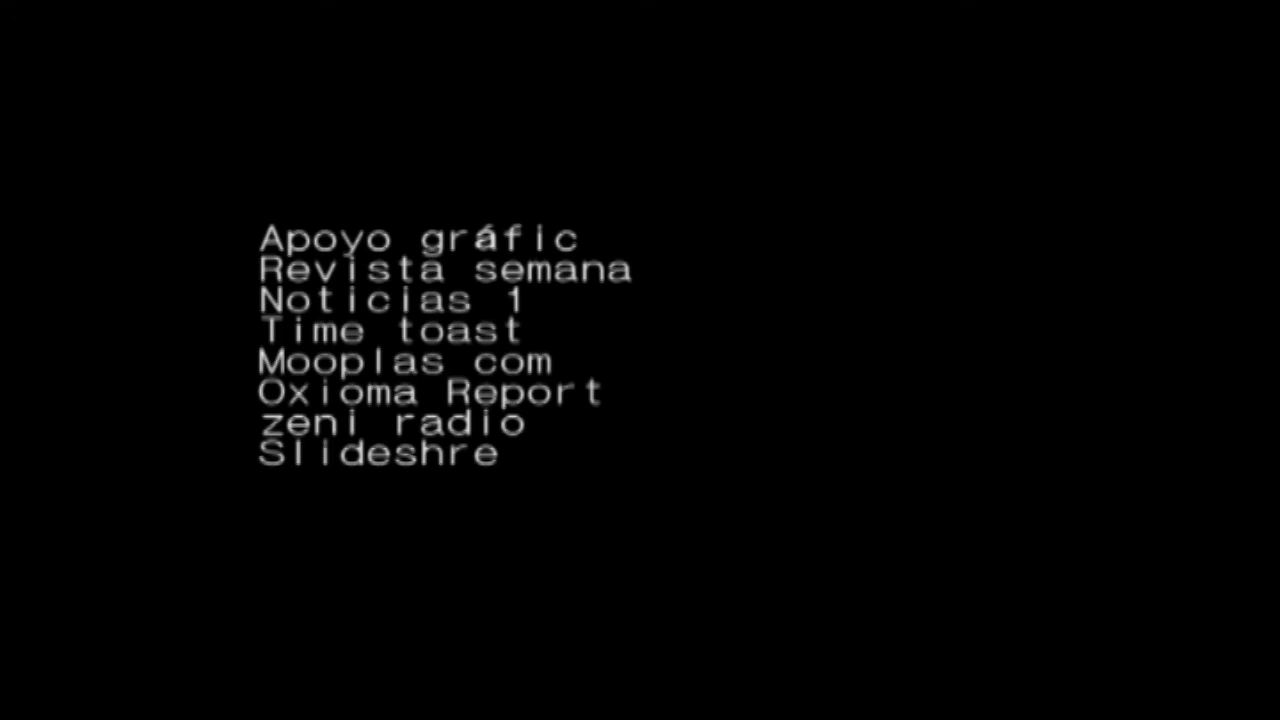 Apoyo gráfic
Revista semana
Noticias 1
Time toast
Mooplas com
Oxioma Report
zeni radio
Slideshre